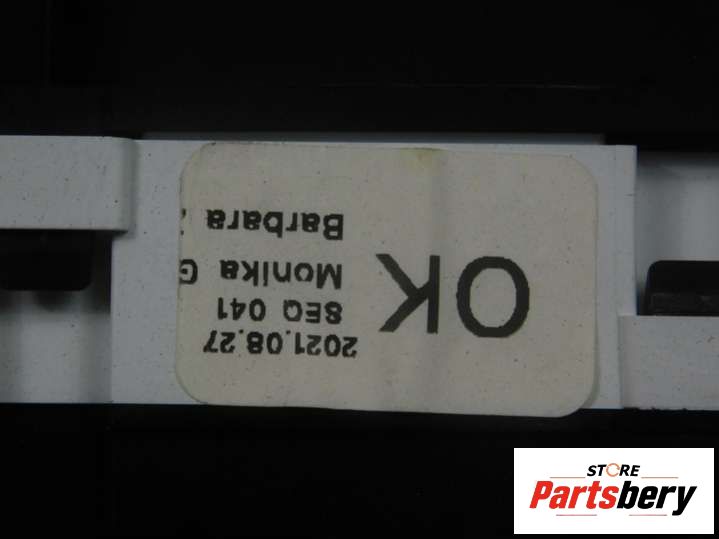 OK
2021.08.27
SEQ 041
Monika G
Barbara
STORE
Partsbery